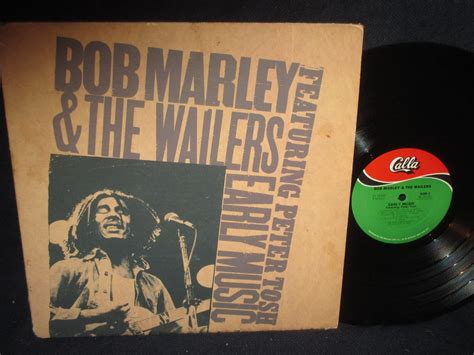 BOB MARLEY
& THE WAILERS
EARLY MUSIC
FEATURING PETER TOSH
Calla
BOB MARLEY & THE WAILERS
EARLY MUSIC